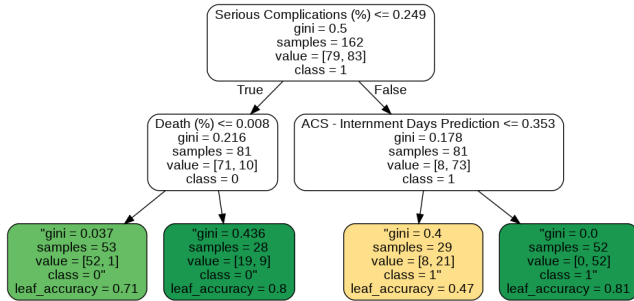 Serious Complications (%) <= 0.249
gini = 0.5
samples = 162
value = [79, 83]
class = 1
True
False
Death (%) <= 0.008
gini = 0.216
samples = 81
value = [71, 10]
class = 0
ACS - Internment Days Prediction <= 0.353
gini = 0.178
samples = 81
value = [8, 73]
class = 1
"gini = 0.037
samples = 53
value = [52, 1]
class = 0"
leaf_accuracy = 0.71
"gini = 0.436
samples = 28
value = [19, 9]
class = 0"
leaf_accuracy = 0.8
"gini = 0.4
samples = 29
value = [8, 21]
class = 1"
leaf_accuracy = 0.47
"gini = 0.0
samples = 52
value = [0, 52]
class = 1"
leaf_accuracy = 0.81